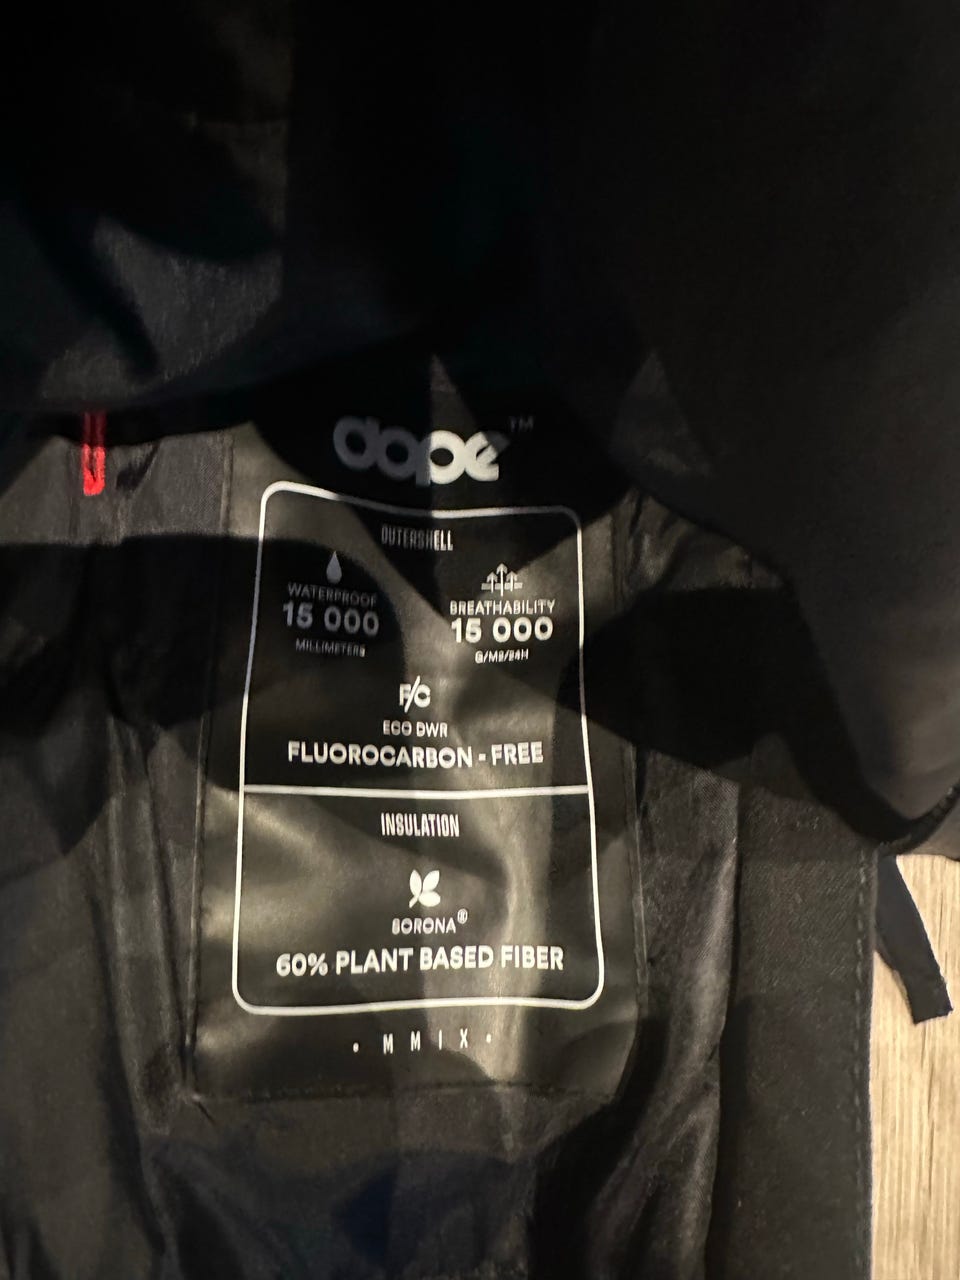 dope™
OUTERSHELL
WATERPROOF
15 000
MILLIMETERS
BREATHABILITY
15 000
G/M2/24H
F/C
ECO DWR
FLUOROCARBON - FREE
INSULATION
SORONA®
60% PLANT BASED FIBER
• MMIX •